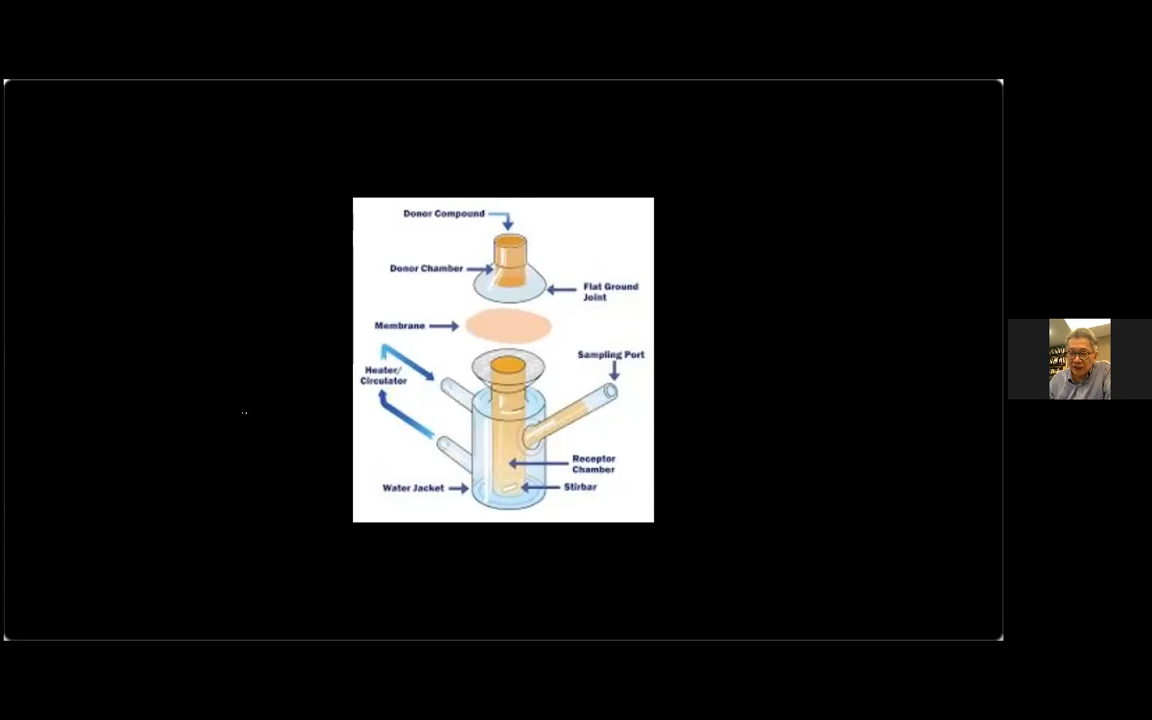 Donor Compound
Donor Chamber
Flat Ground
Joint
Membrane
Sampling Port
Heater/
Circulator
Receptor
Chamber
Water Jacket
Stirbar